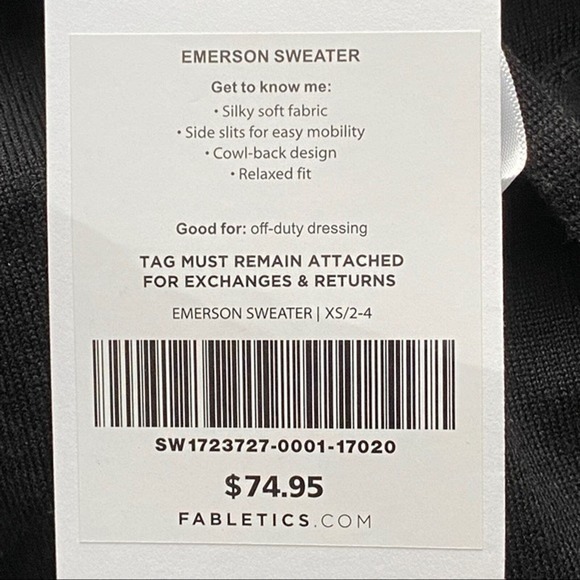 EMERSON SWEATER
Get to know me:
• Silky soft fabric
• Side slits for easy mobility
• Cowl-back design
• Relaxed fit
Good for: off-duty dressing
TAG MUST REMAIN ATTACHED
FOR EXCHANGES & RETURNS
EMERSON SWEATER | XS/2-4
SW1723727-0001-17020
$74.95
FABLETICS.COM